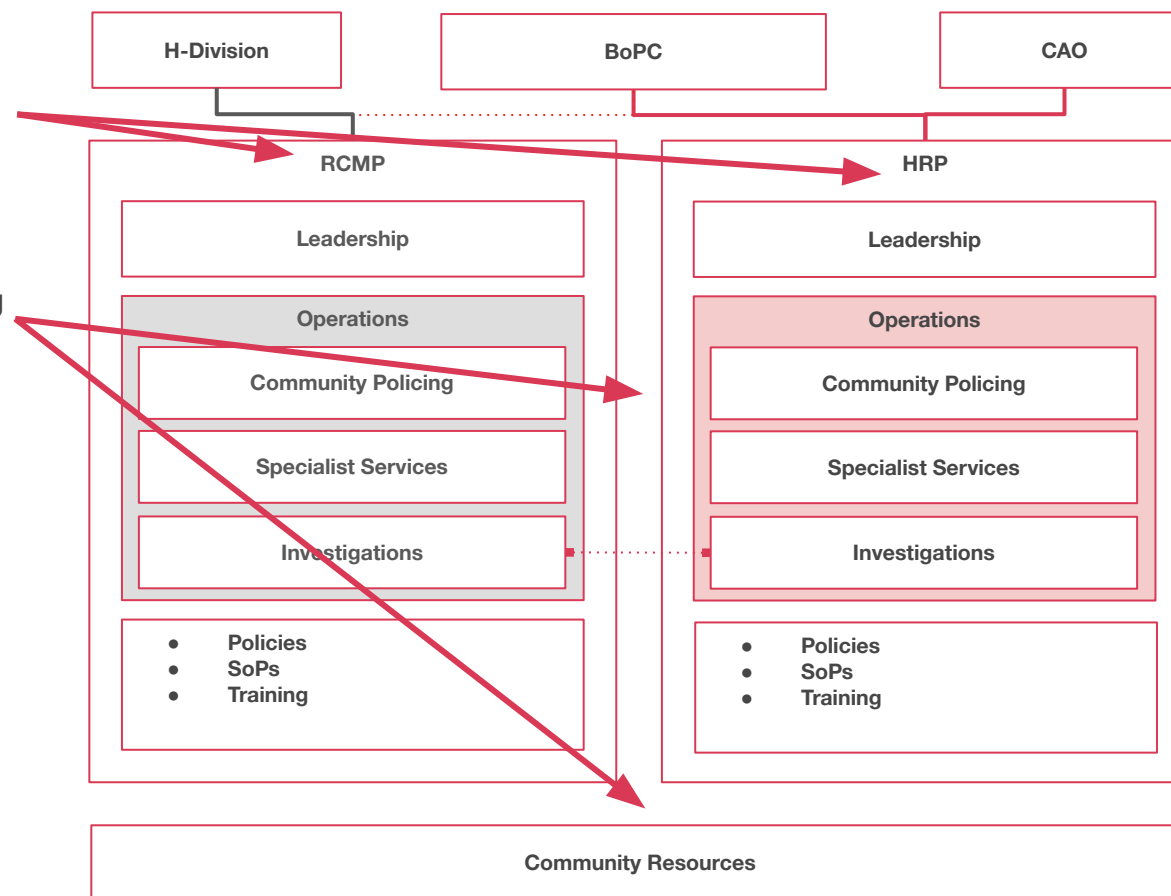 H-Division
BoPC
CAO
RCMP
HRP
Leadership
Leadership
Operations
Operations
Community Policing
Community Policing
Specialist Services
Specialist Services
Investigations
Investigations
● Policies
● SoPs
● Training
● Policies
● SoPs
● Training
Community Resources